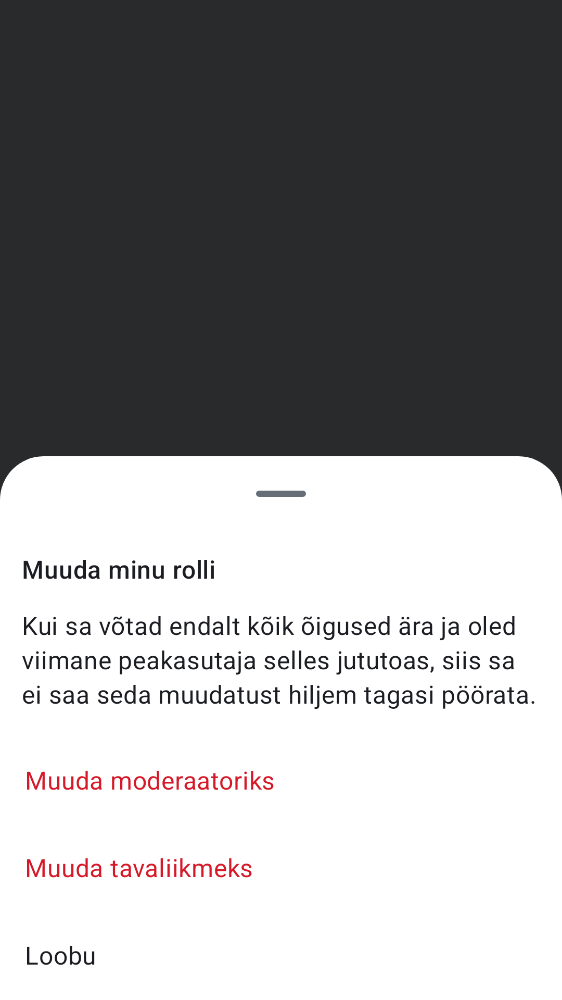 Muuda minu rolli
Kui sa võtad endalt kõik õigused ära ja oled
viimane peakasutaja selles jututoas, siis sa
ei saa seda muudatust hiljem tagasi pöörata.
Muuda moderaatoriks
Muuda tavaliikmeks
Loobu